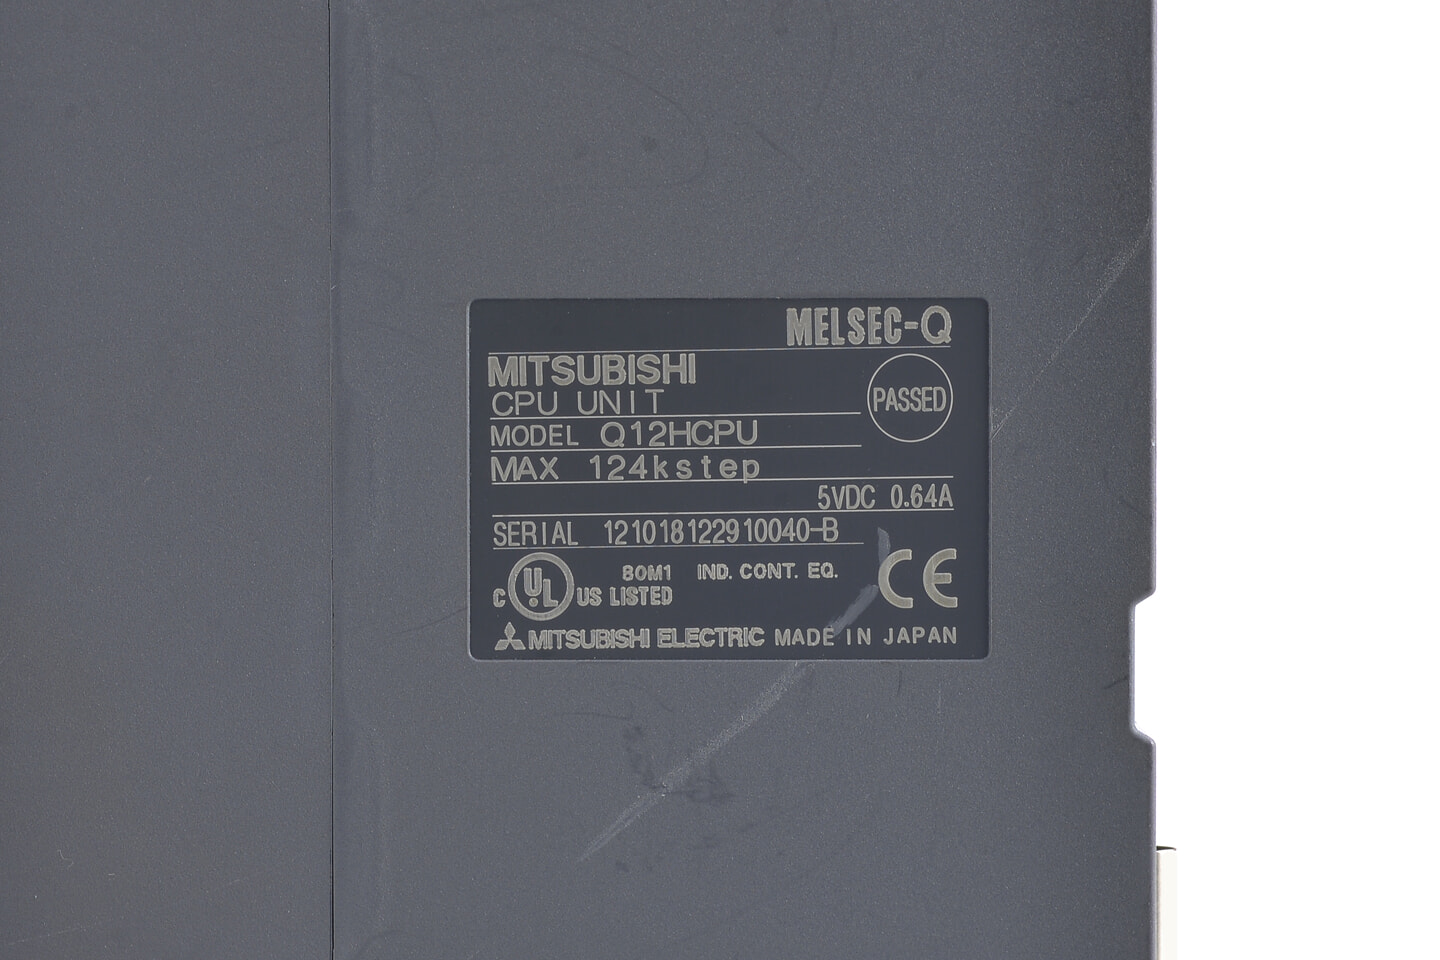 MELSEC-Q
MITSUBISHI
CPU UNIT
PASSED
MODEL Q12HCPU
MAX 124kstep
5VDC 0.64A
SERIAL 121018122910040-B
C UL US LISTED
80M1 IND. CONT. EQ.
CE
MITSUBISHI ELECTRIC MADE IN JAPAN